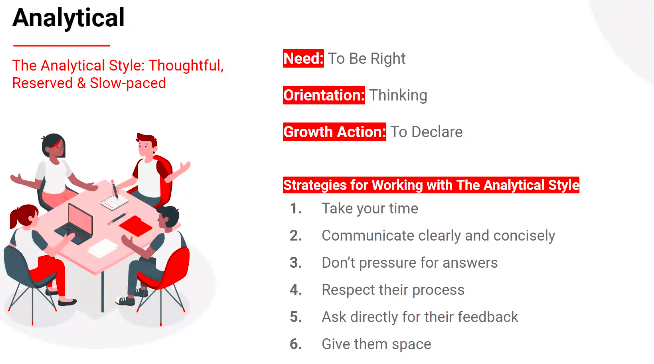 Analytical
The Analytical Style: Thoughtful,
Reserved & Slow-paced
Need: To Be Right
Orientation: Thinking
Growth Action: To Declare
Strategies for Working with The Analytical Style
1. Take your time
2. Communicate clearly and concisely
3. Don’t pressure for answers
4. Respect their process
5. Ask directly for their feedback
6. Give them space